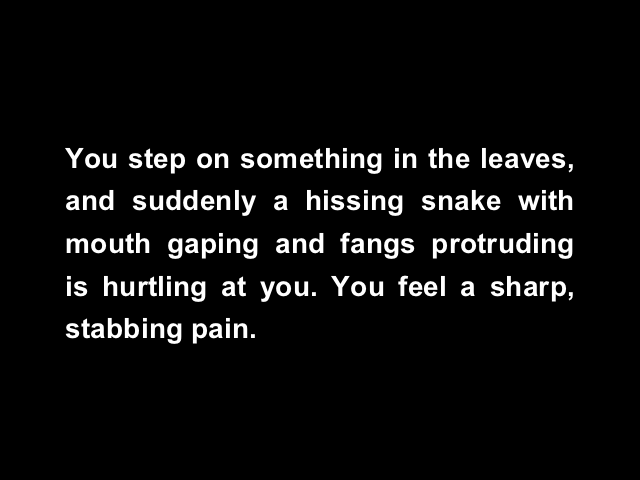 You step on something in the leaves,
and suddenly a hissing snake with
mouth gaping and fangs protruding
is hurtling at you. You feel a sharp,
stabbing pain.